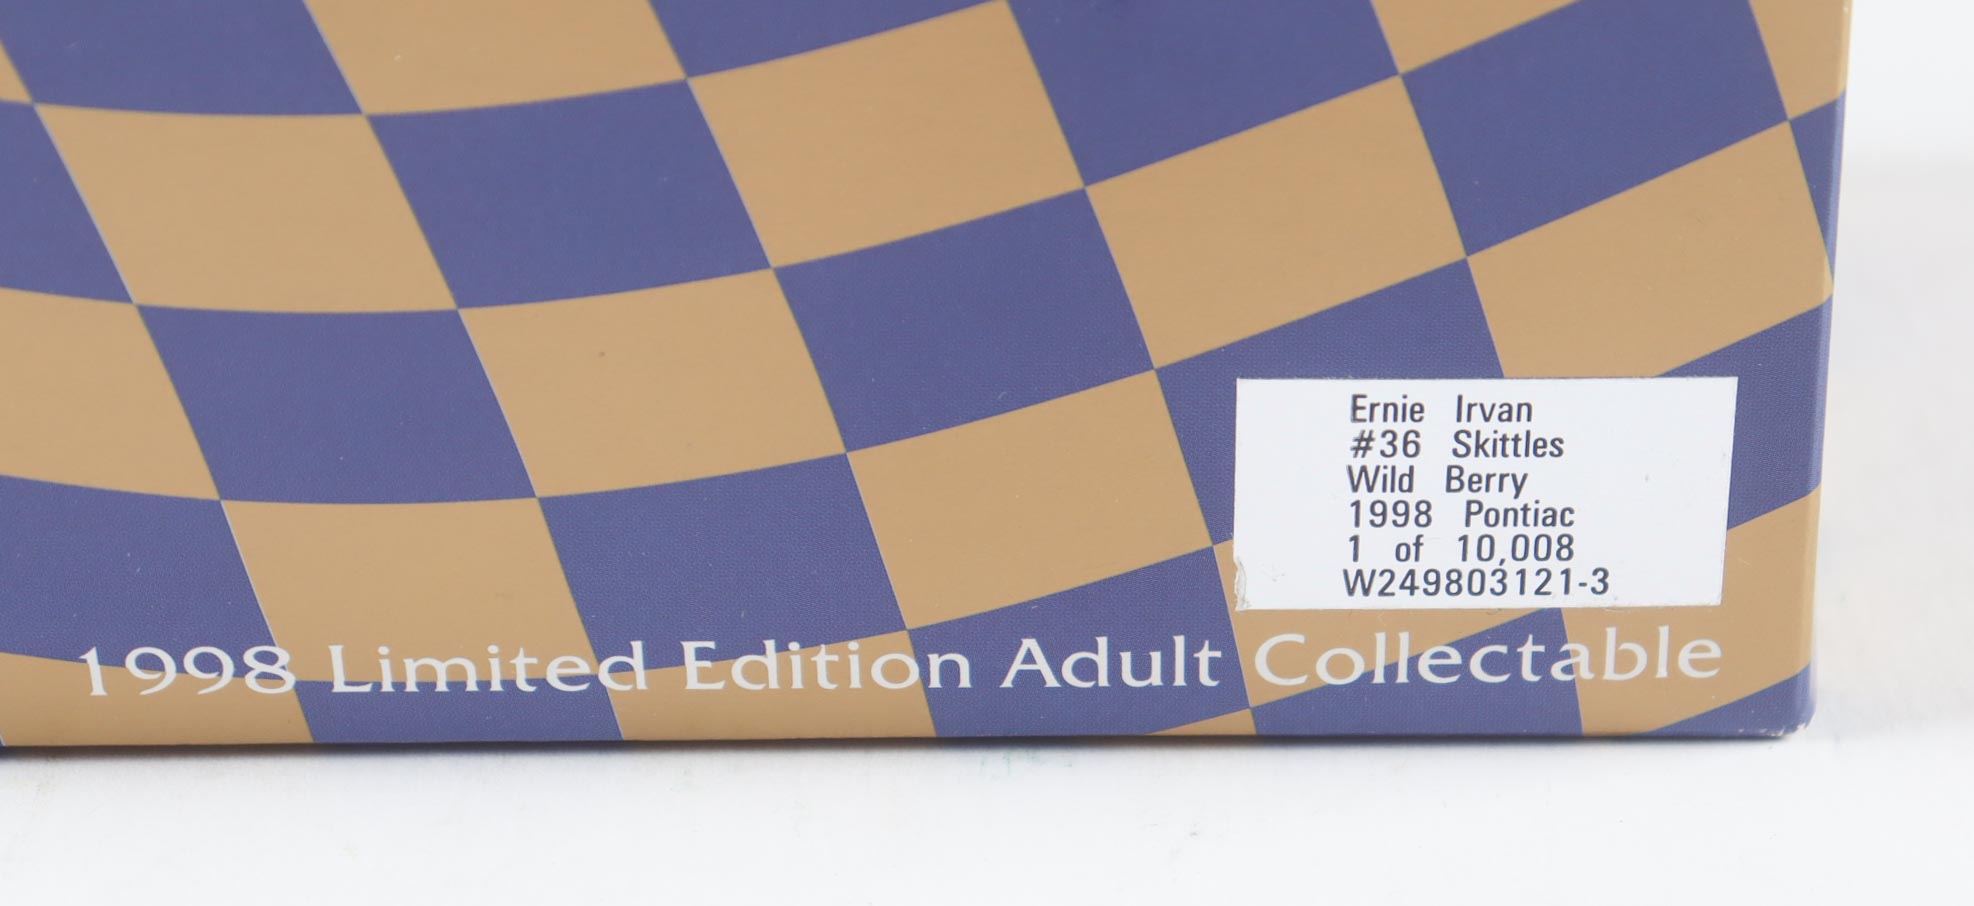 Ernie Irvan
#36 Skittles
Wild Berry
1998 Pontiac
1 of 10,008
W249803121-3
1998 Limited Edition Adult Collectable